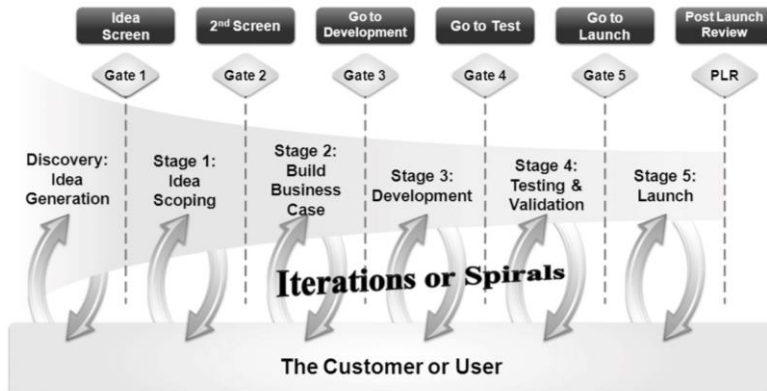 Idea
Screen
2nd Screen
Go to
Development
Go to Test
Go to
Launch
Post Launch
Review
Gate 1
Gate 2
Gate 3
Gate 4
Gate 5
PLR
Discovery:
Idea
Generation
Stage 1:
Idea
Scoping
Stage 2:
Build
Business
Case
Stage 3:
Development
Stage 4:
Testing &
Validation
Stage 5:
Launch
Iterations or Spirals
The Customer or User